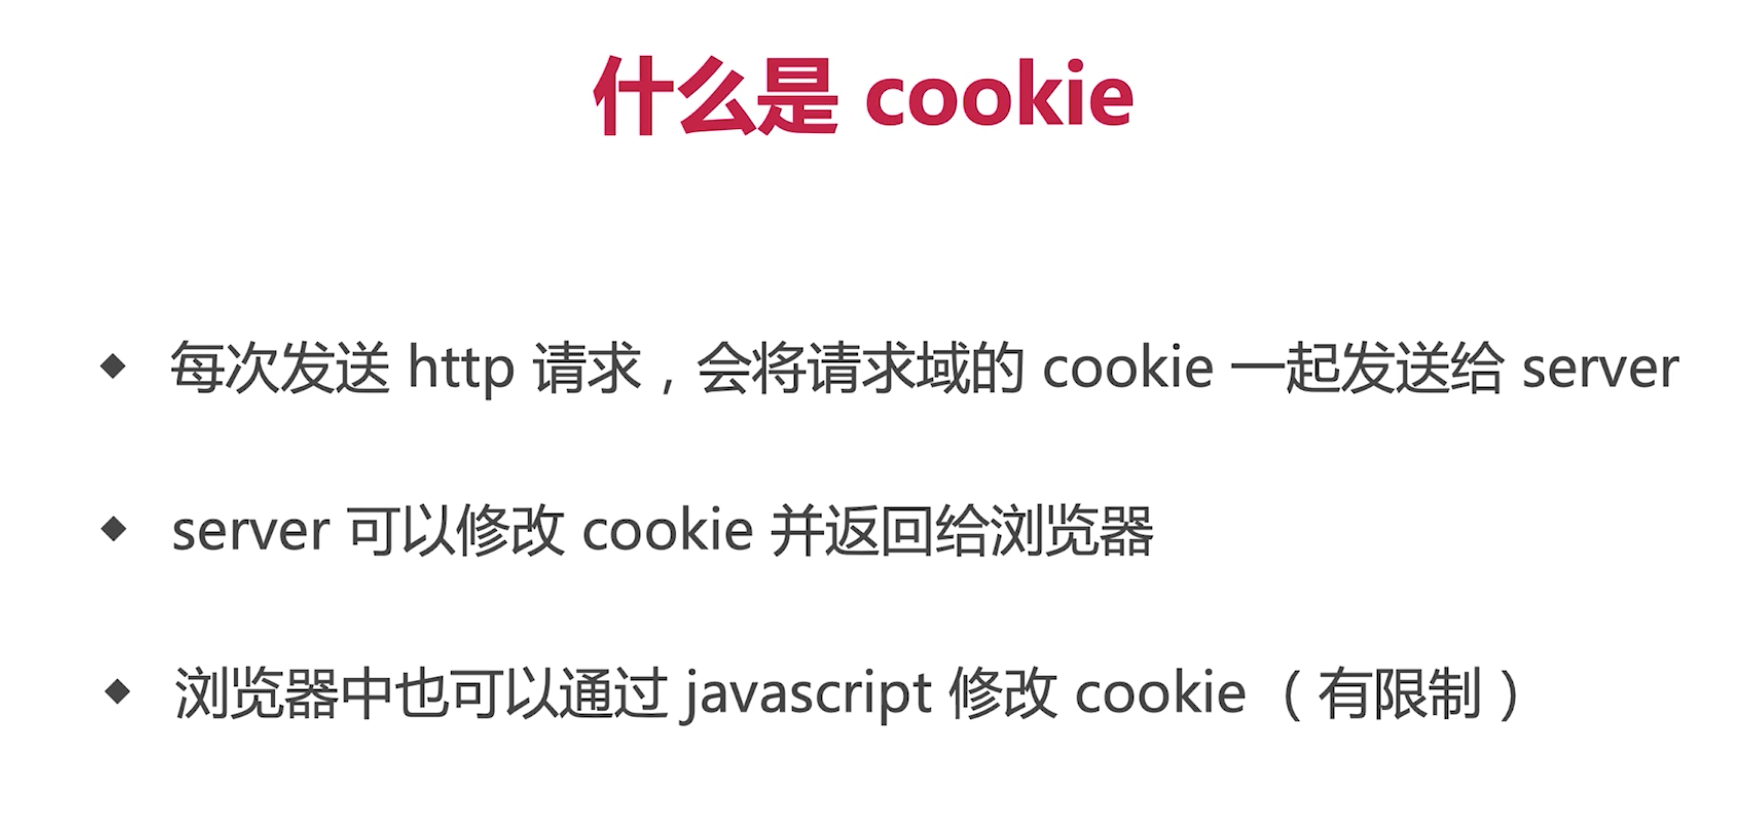 什么是 cookie
◆ 每次发送 http 请求，会将请求域的 cookie 一起发送给 server
◆ server 可以修改 cookie 并返回给浏览器
◆ 浏览器中也可以通过 javascript 修改 cookie （有限制）